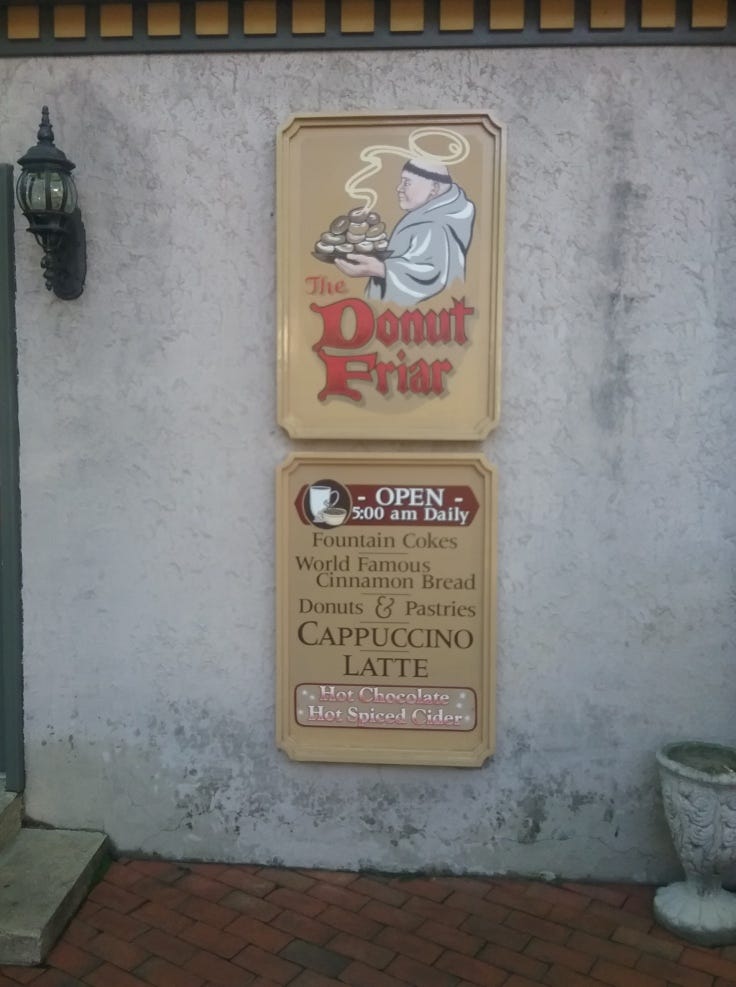 The
Donut
Friar
- OPEN -
5:00 am Daily
Fountain Cokes
World Famous
Cinnamon Bread
Donuts & Pastries
CAPPUCCINO
LATTE
Hot Chocolate
Hot Spiced Cider